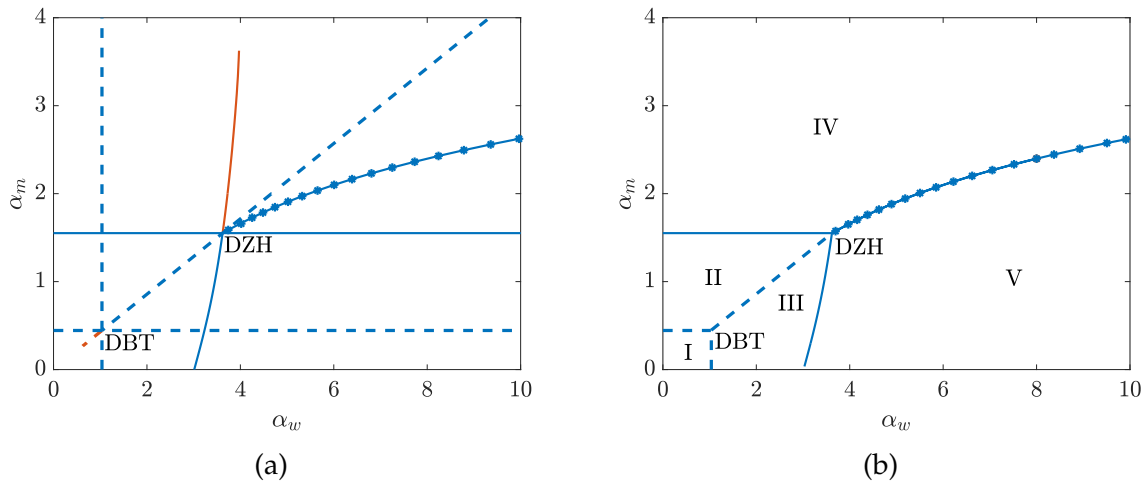 4
3
2
1
0
α_m
DZH
DBT
0 2 4 6 8 10
α_w
(a)
4
3
2
1
0
α_m
IV
DZH
II
III
V
I
DBT
0 2 4 6 8 10
α_w
(b)